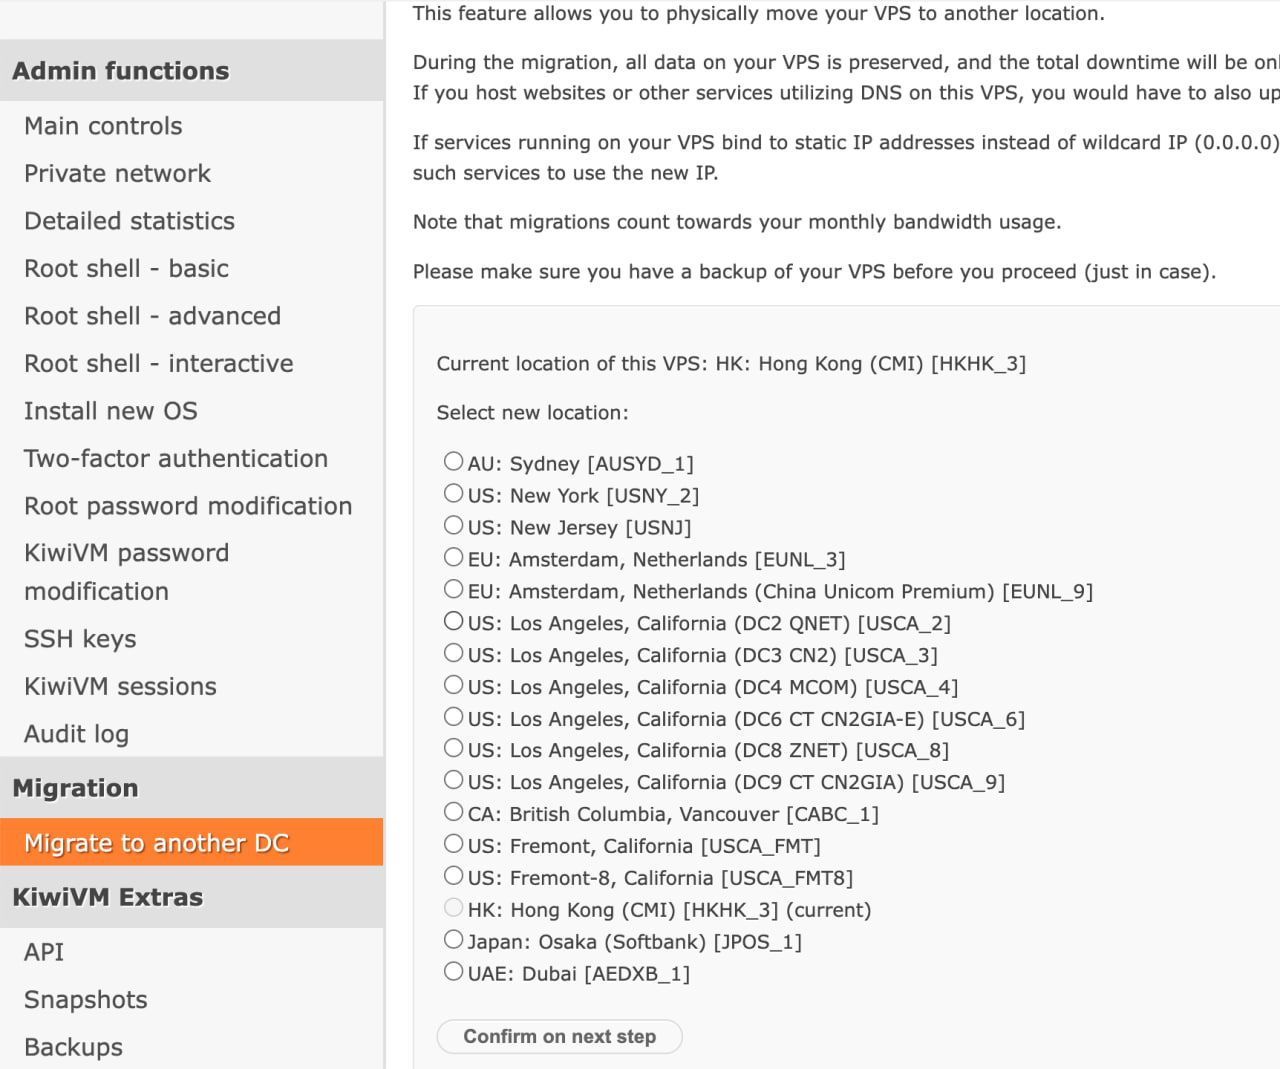 Admin functions
Main controls
Private network
Detailed statistics
Root shell - basic
Root shell - advanced
Root shell - interactive
Install new OS
Two-factor authentication
Root password modification
KiwiVM password
modification
SSH keys
KiwiVM sessions
Audit log
Migration
Migrate to another DC
KiwiVM Extras
API
Snapshots
Backups
This feature allows you to physically move your VPS to another location.
During the migration, all data on your VPS is preserved, and the total downtime will be
If you host websites or other services utilizing DNS on this VPS, you would have to also
If services running on your VPS bind to static IP addresses instead of wildcard IP (0.0.0.0)
such services to use the new IP.
Note that migrations count towards your monthly bandwidth usage.
Please make sure you have a backup of your VPS before you proceed (just in case).
Current location of this VPS: HK: Hong Kong (CMI) [HKHK_3]
Select new location:
AU: Sydney [AUSYD_1]
US: New York [USNY_2]
US: New Jersey [USNJ]
EU: Amsterdam, Netherlands [EUNL_3]
EU: Amsterdam, Netherlands (China Unicom Premium) [EUNL_9]
US: Los Angeles, California (DC2 QNET) [USCA_2]
US: Los Angeles, California (DC3 CN2) [USCA_3]
US: Los Angeles, California (DC4 MCOM) [USCA_4]
US: Los Angeles, California (DC6 CT CN2GIA-E) [USCA_6]
US: Los Angeles, California (DC8 ZNET) [USCA_8]
US: Los Angeles, California (DC9 CT CN2GIA) [USCA_9]
CA: British Columbia, Vancouver [CABC_1]
US: Fremont, California [USCA_FMT]
US: Fremont-8, California [USCA_FMT8]
HK: Hong Kong (CMI) [HKHK_3] (current)
Japan: Osaka (Softbank) [JPOS_1]
UAE: Dubai [AEDXB_1]
Confirm on next step